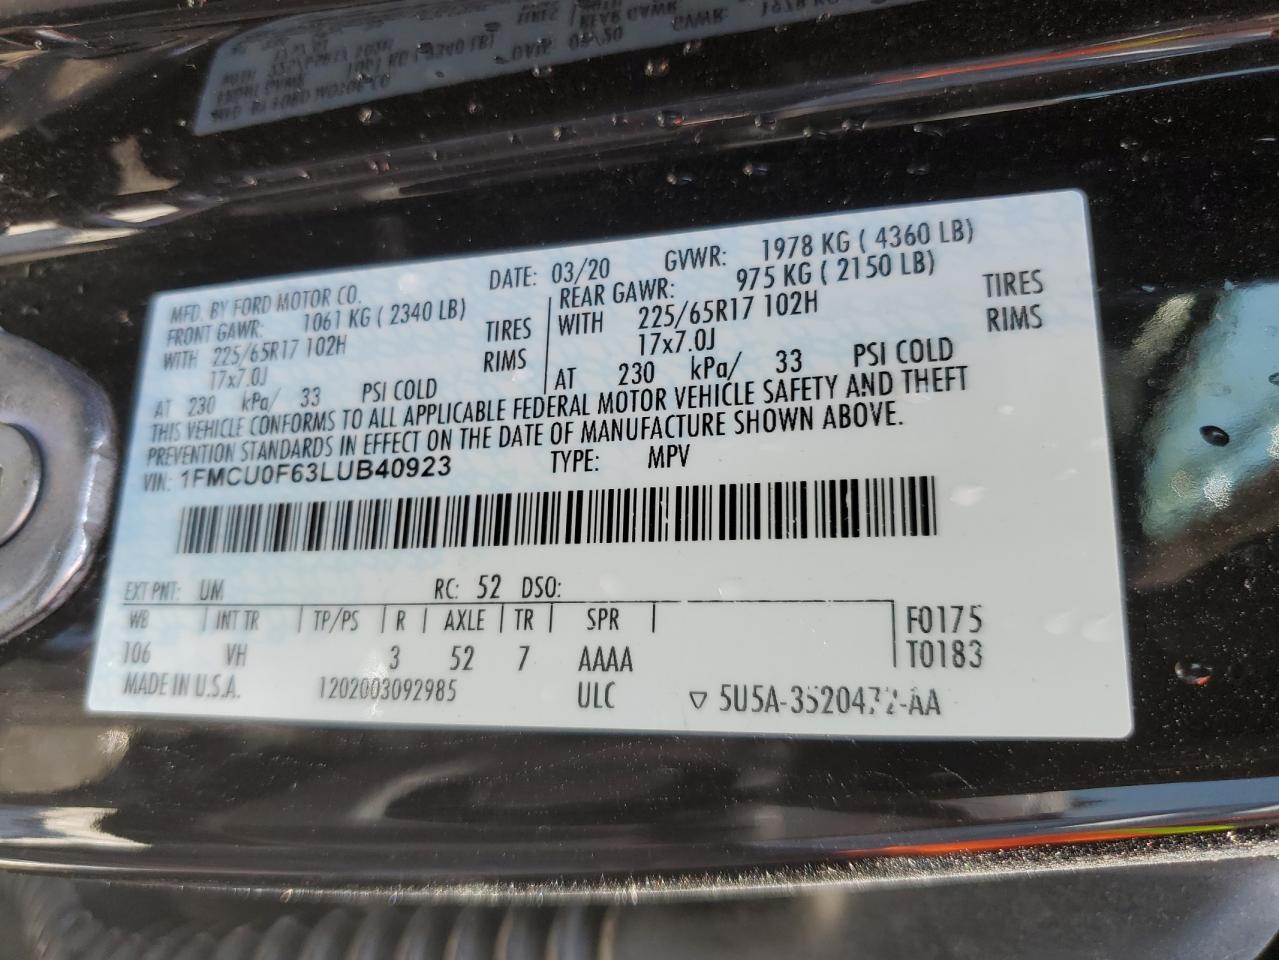 MFD. BY FORD MOTOR CO. DATE: 03/20 GVWR: 1978 KG ( 4360 LB)
FRONT GAWR: 1061 KG ( 2340 LB) REAR GAWR: 975 KG ( 2150 LB)
WITH 225/65R17 102H TIRES WITH 225/65R17 102H TIRES
17x7.0J RIMS 17x7.0J RIMS
AT 230 kPa/ 33 PSI COLD AT 230 kPa/ 33 PSI COLD
THIS VEHICLE CONFORMS TO ALL APPLICABLE FEDERAL MOTOR VEHICLE SAFETY AND THEFT
PREVENTION STANDARDS IN EFFECT ON THE DATE OF MANUFACTURE SHOWN ABOVE.
VIN: 1FMCU0F63LUB40923 TYPE: MPV
EXT PNT: UM RC: 52 DSO:
WB INT TR TP/PS R AXLE TR SPR F0175
106 VH 3 52 7 AAAA T0183
MADE IN U.S.A. 1202003092985 ULC ▽